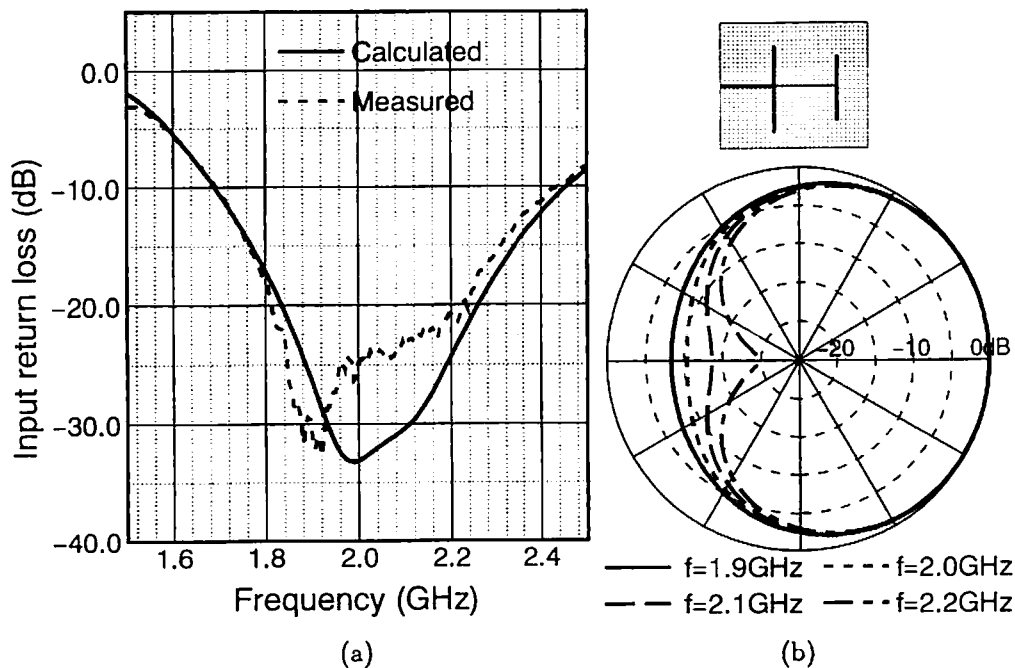 Calculated
Measured
0.0
−10.0
−20.0
−30.0
−40.0
Input return loss (dB)
1.6 1.8 2.0 2.2 2.4
Frequency (GHz)
(a)
−20 −10 0dB
f=1.9GHz f=2.0GHz
f=2.1GHz f=2.2GHz
(b)